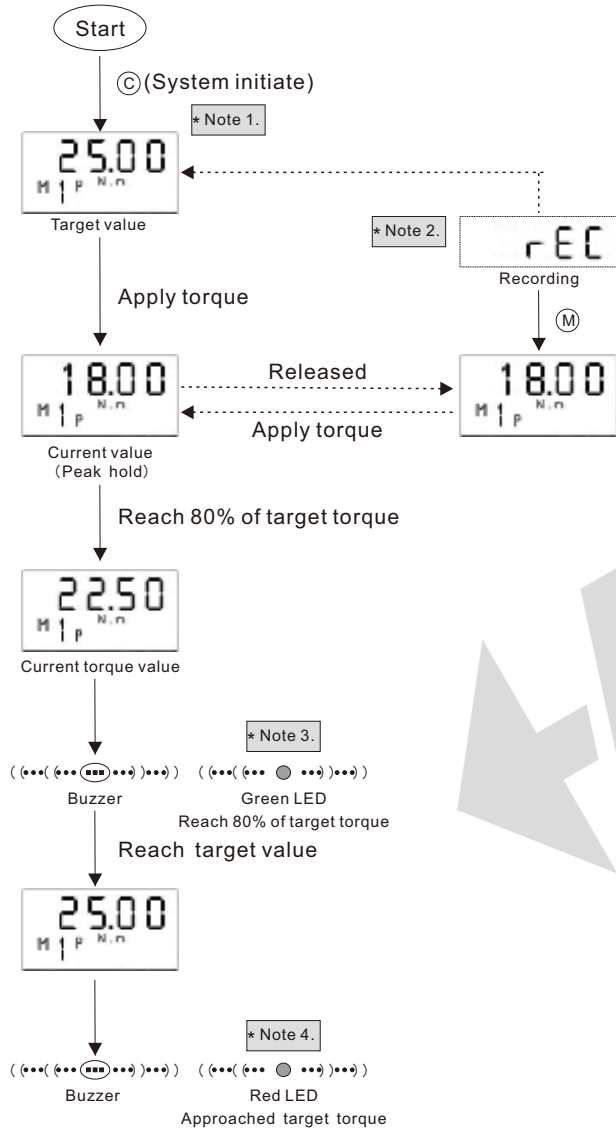 Start
Ⓒ (System initiate)
* Note 1.
25.00
M 1 P N.m
Target value
* Note 2.
rEC
Recording
Ⓜ
Apply torque
18.00
M 1 P N.m
Current value
(Peak hold)
Released
Apply torque
18.00
M 1 P N.m
Reach 80% of target torque
22.50
M 1 P N.m
Current torque value
* Note 3.
((•••((••• ▪▪▪ •••))•••)) ((•••((••• •••))•••))
Buzzer Green LED
Reach 80% of target torque
Reach target value
25.00
M 1 P N.m
* Note 4.
((•••((••• ▪▪▪ •••))•••)) ((•••((••• •••))•••))
Buzzer Red LED
Approached target torque